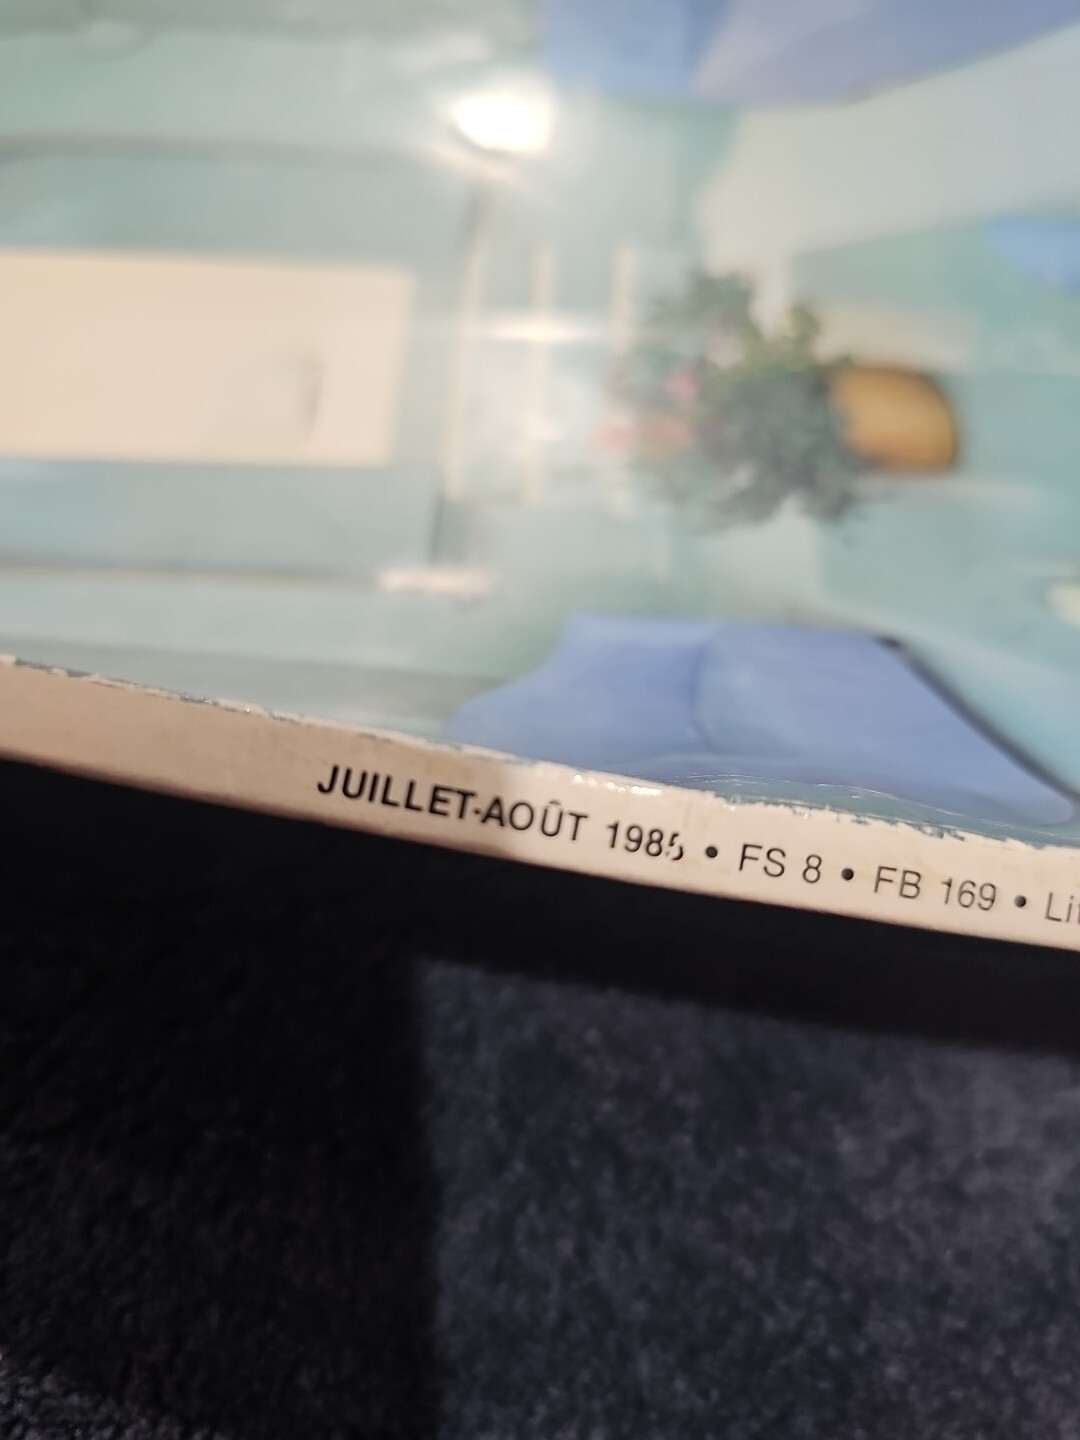 JUILLET-AOÛT 1985 • FS 8 • FB 169 •